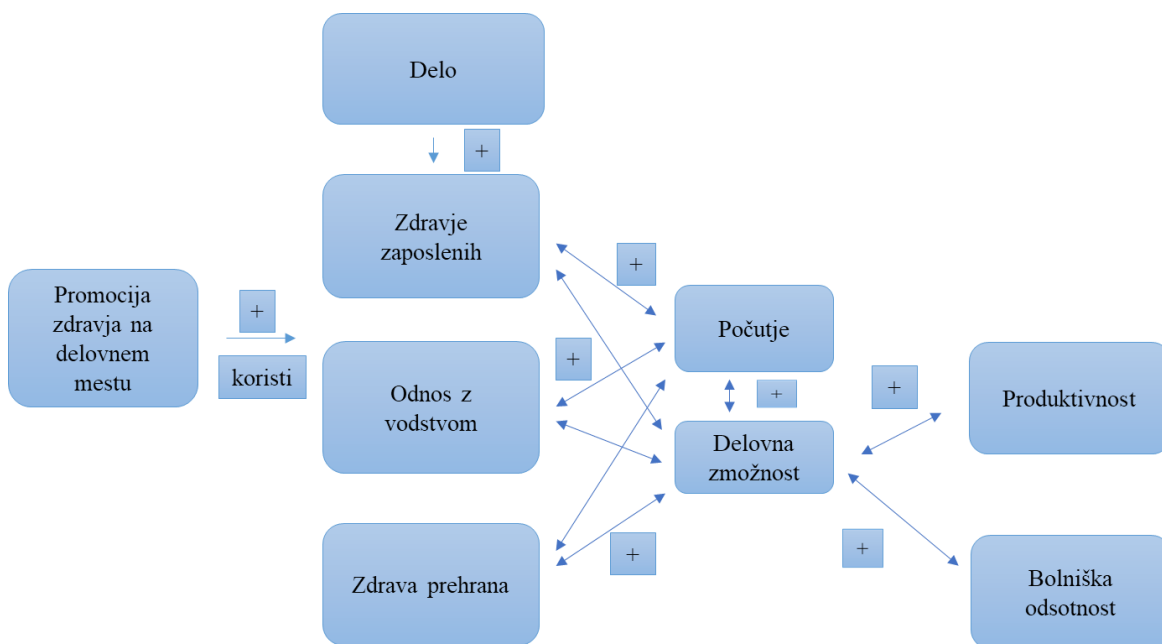 Delo
+
Zdravje
zaposlenih
+
Promocija
zdravja na
delovnem
mestu
+
koristi
Počutje
+
Odnos z
vodstvom
+
+
Produktivnost
Delovna
zmožnost
Zdrava prehrana
+
+
Bolniška
odsotnost